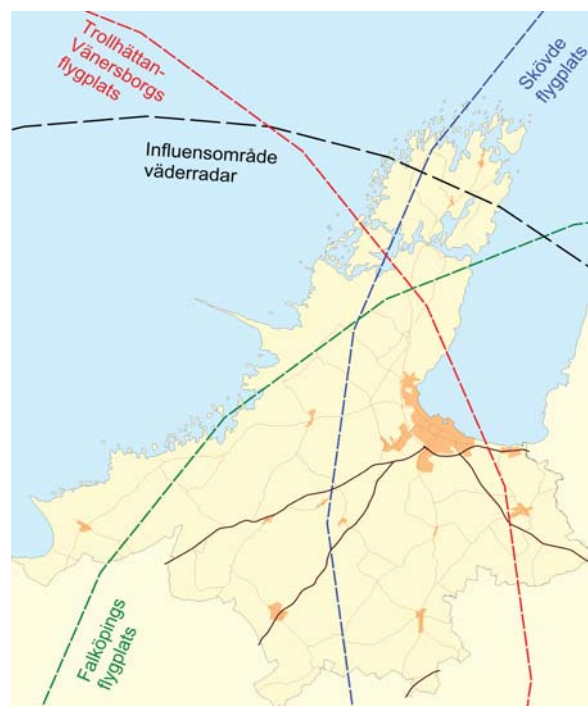 Trollhättan-
Vänersborgs
flygplats
Skövde
flygplats
Influensområde
väderradar
Falköpings
flygplats